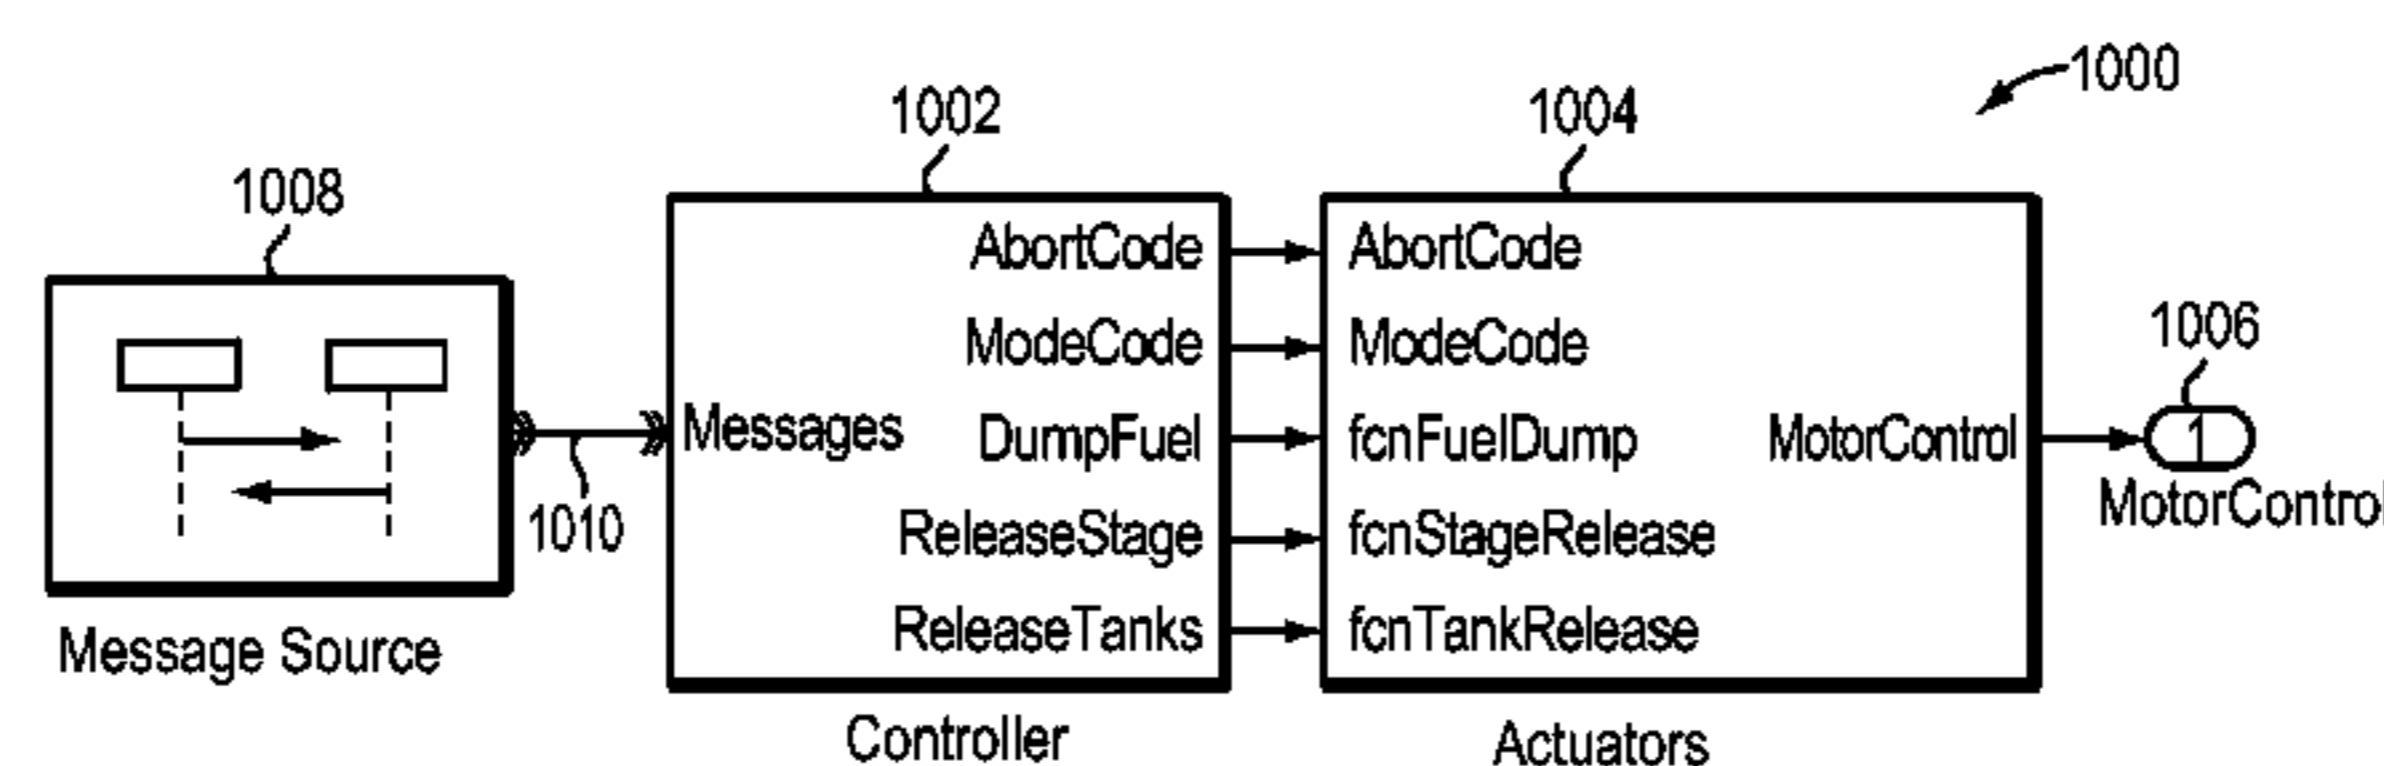 1000
1002
1004
1008
AbortCode
AbortCode
ModeCode
ModeCode
1006
Messages
DumpFuel
fcnFuelDump
MotorControl
1
1010
MotorControl
ReleaseStage
fcnStageRelease
ReleaseTanks
fcnTankRelease
Message Source
Controller
Actuators